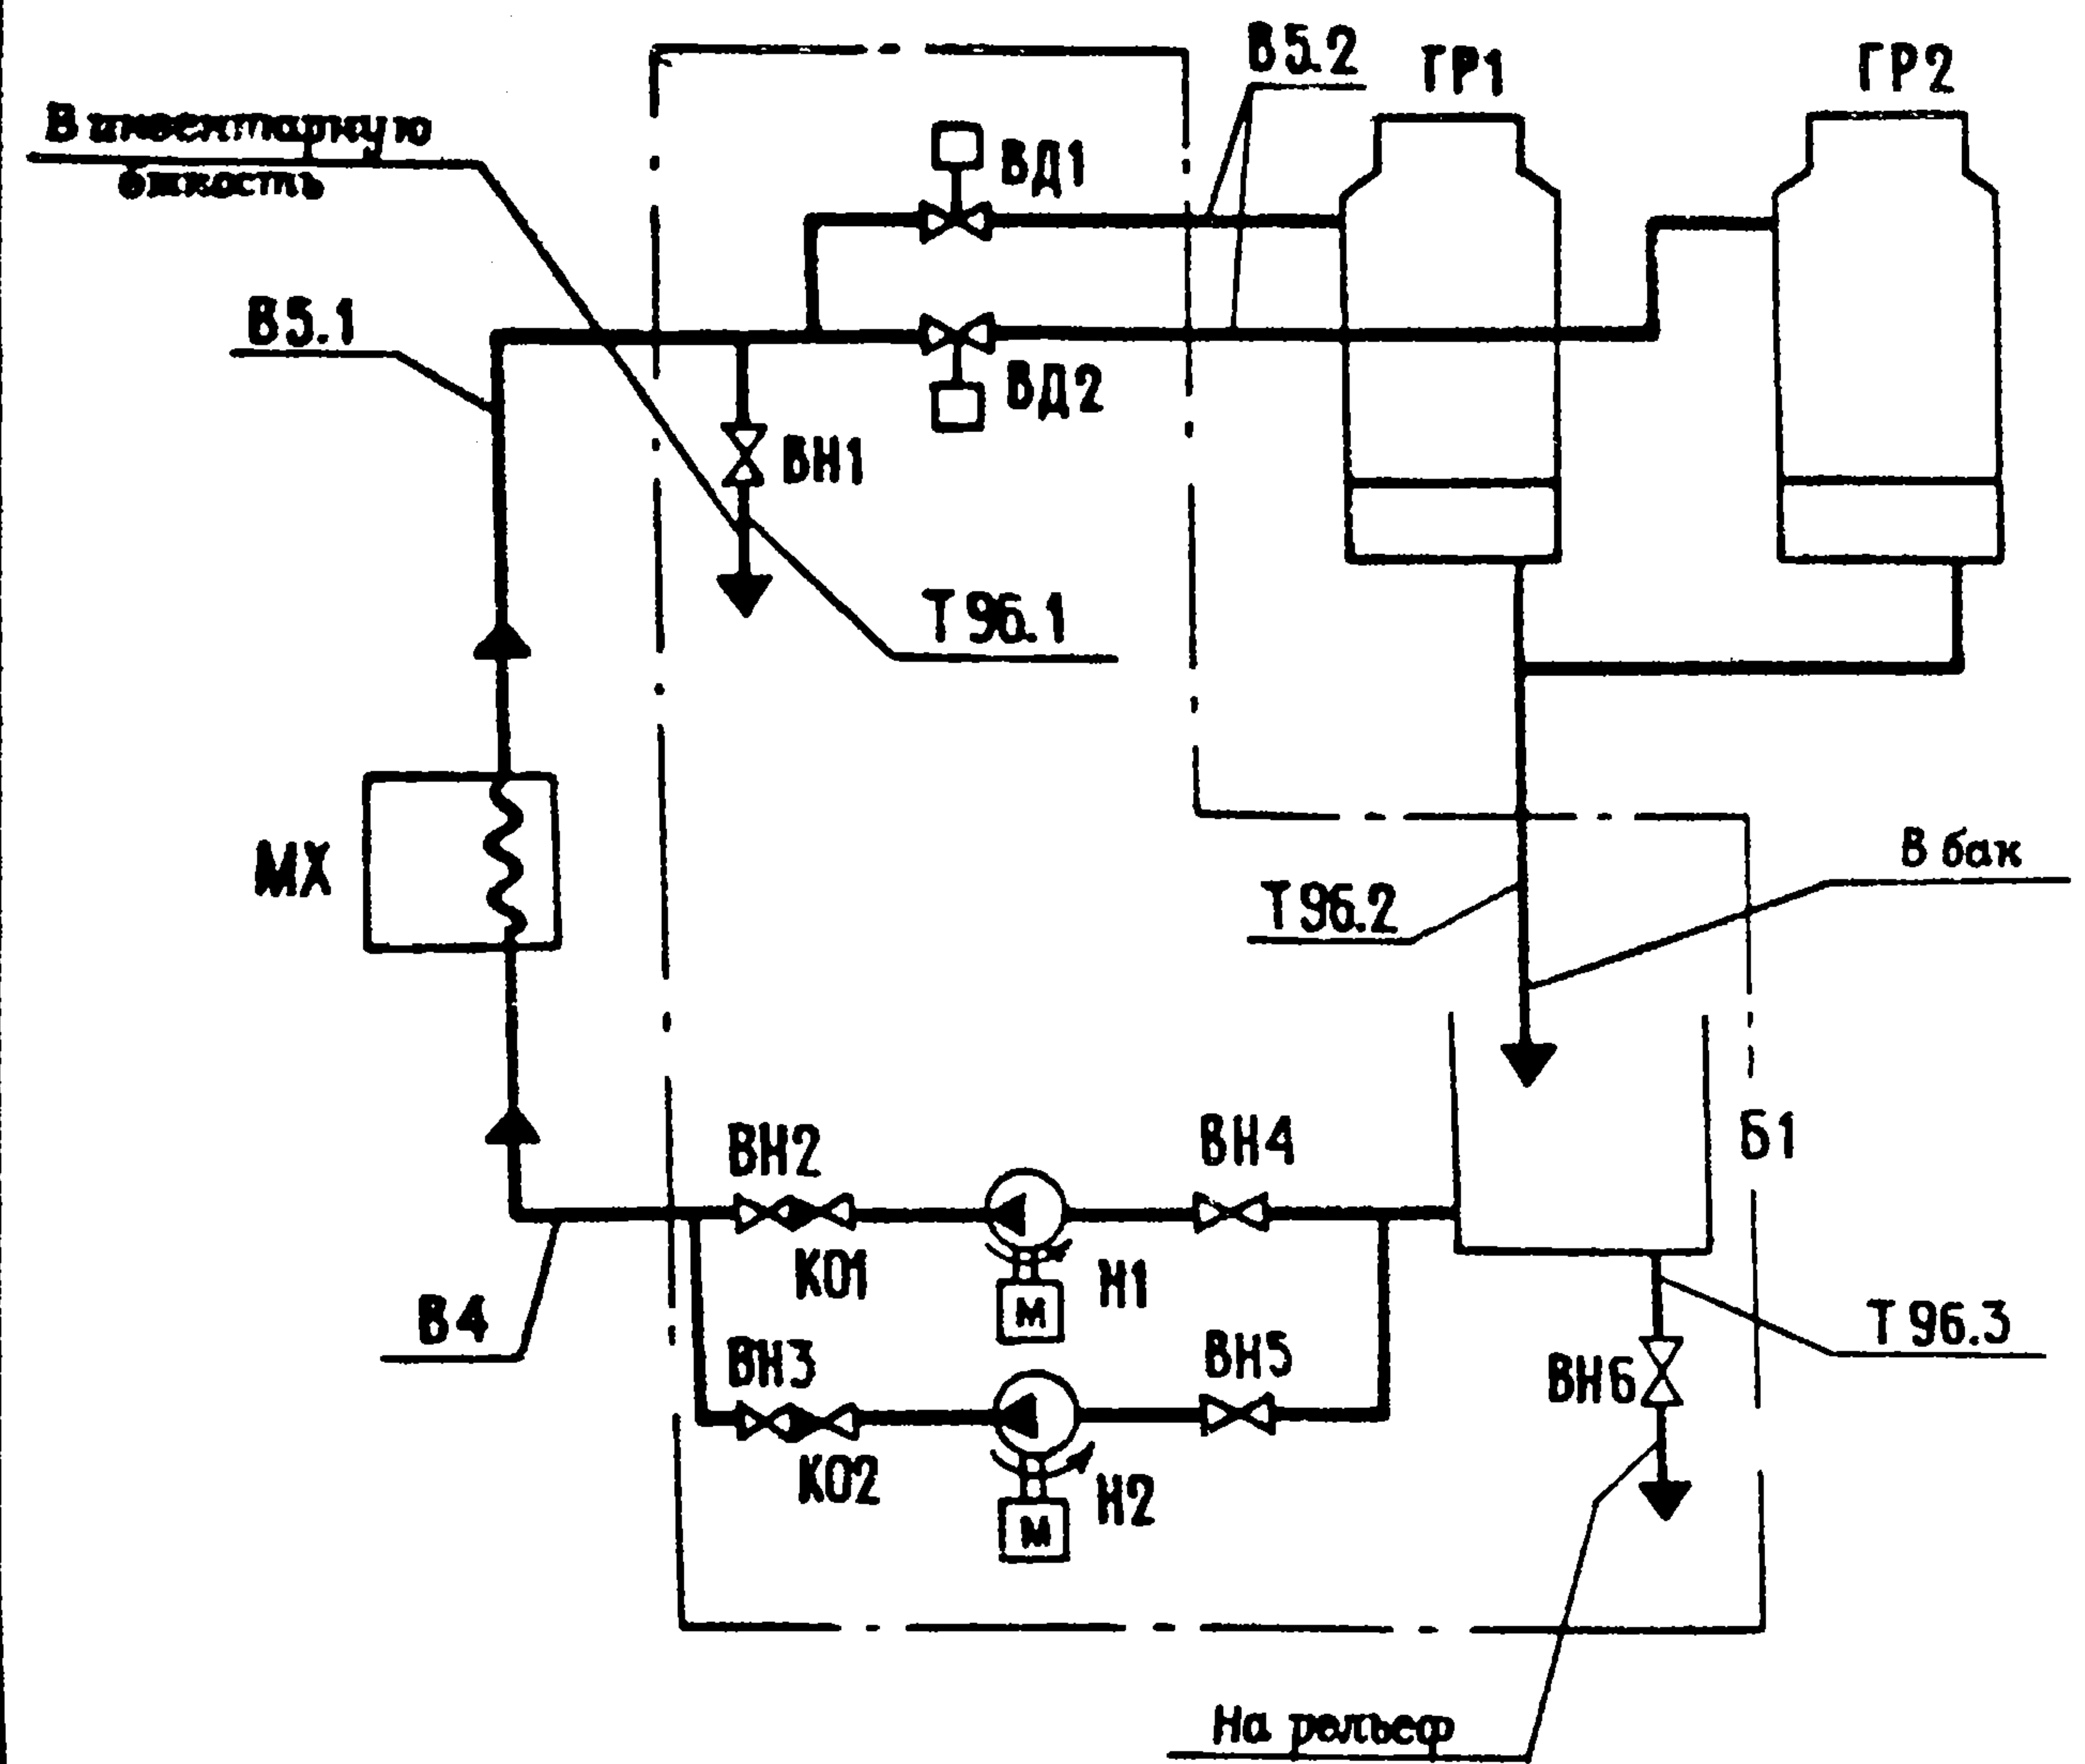 В5.2
ГР1
ГР2
В инвентарную
ёмкость
ВД1
В5.1
ВД2
ВН1
Т96.1
МХ
В бак
Т96.2
ВН2
ВН4
Б1
КО1
Н1
М
В4
Т96.3
ВН3
ВН5
ВН6
КО2
Н2
М
На рельеф